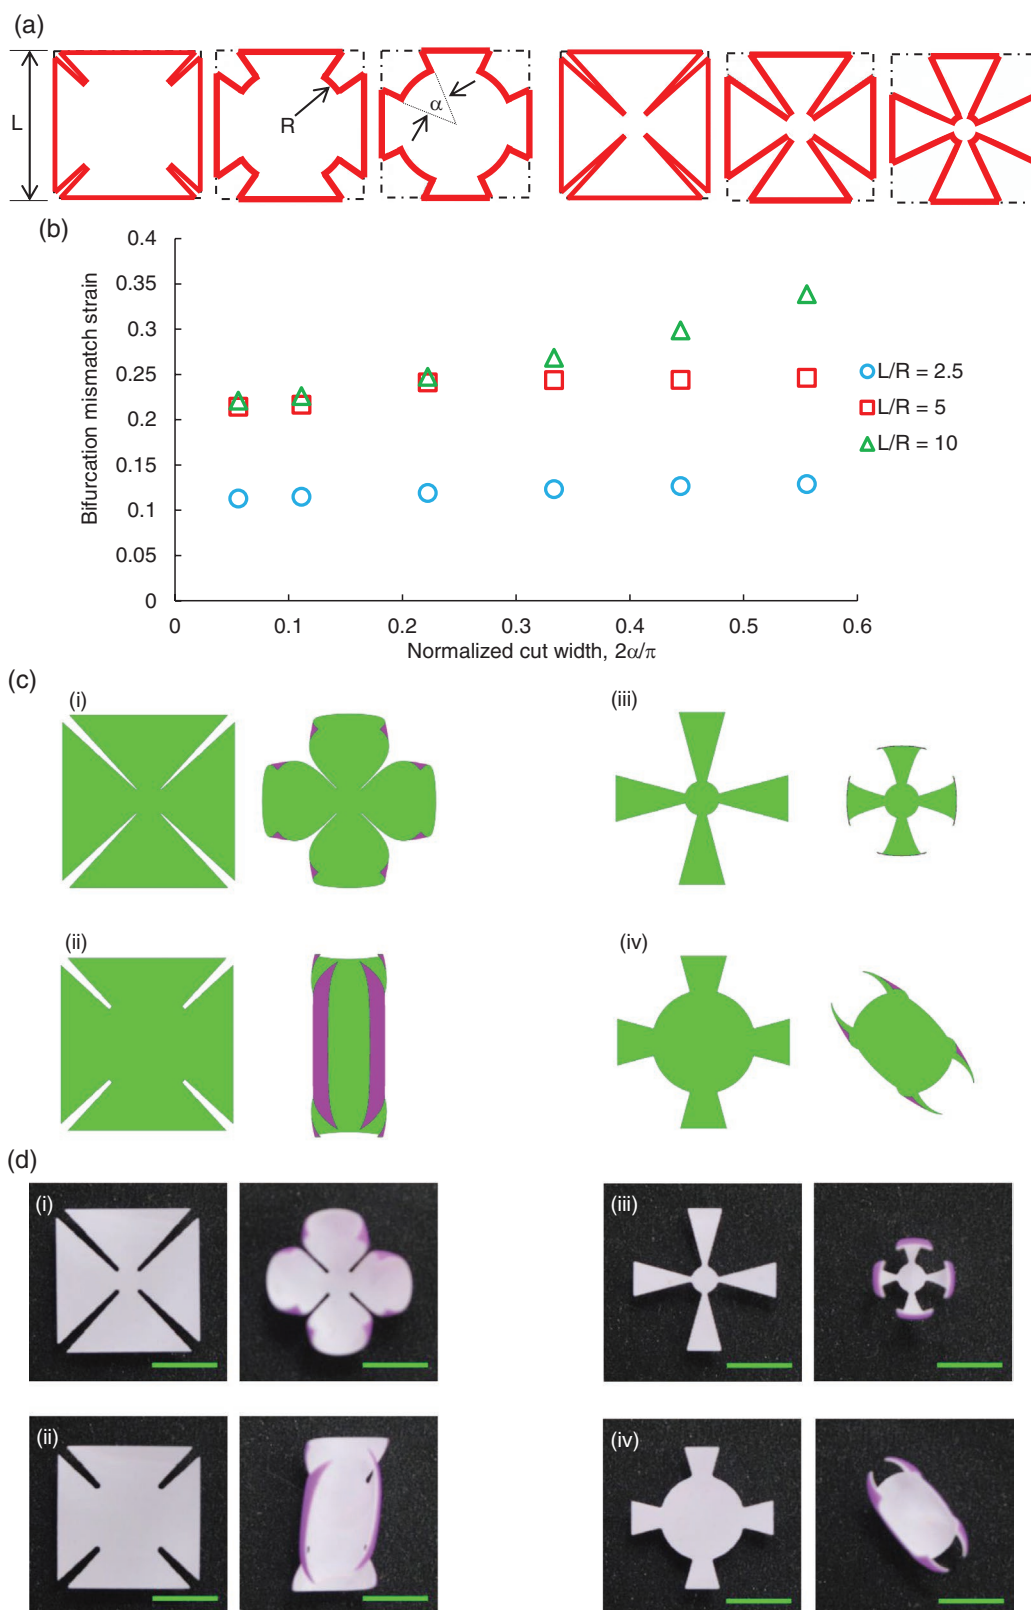 (a)
L
R
α
(b)
Bifurcation mismatch strain
0.4
0.35
0.3
0.25
0.2
0.15
0.1
0.05
0
0
0.1
0.2
0.3
0.4
0.5
0.6
Normalized cut width, 2α/π
L/R = 2.5
L/R = 5
L/R = 10
(c)
(i)
(iii)
(ii)
(iv)
(d)
(i)
(iii)
(ii)
(iv)